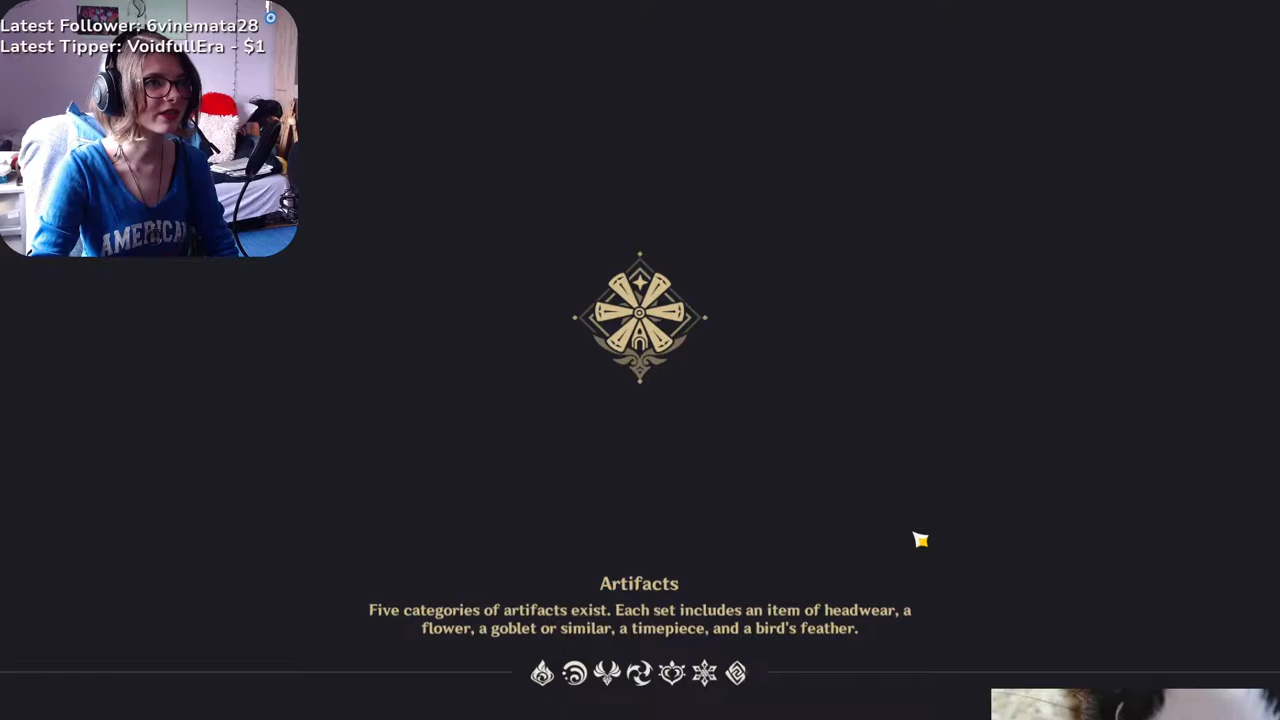 Latest Follower: 6vinemata28
Latest Tipper: VoidfullEra - $1
AMERICAN
Artifacts
Five categories of artifacts exist. Each set includes an item of headwear, a
flower, a goblet or similar, a timepiece, and a bird's feather.